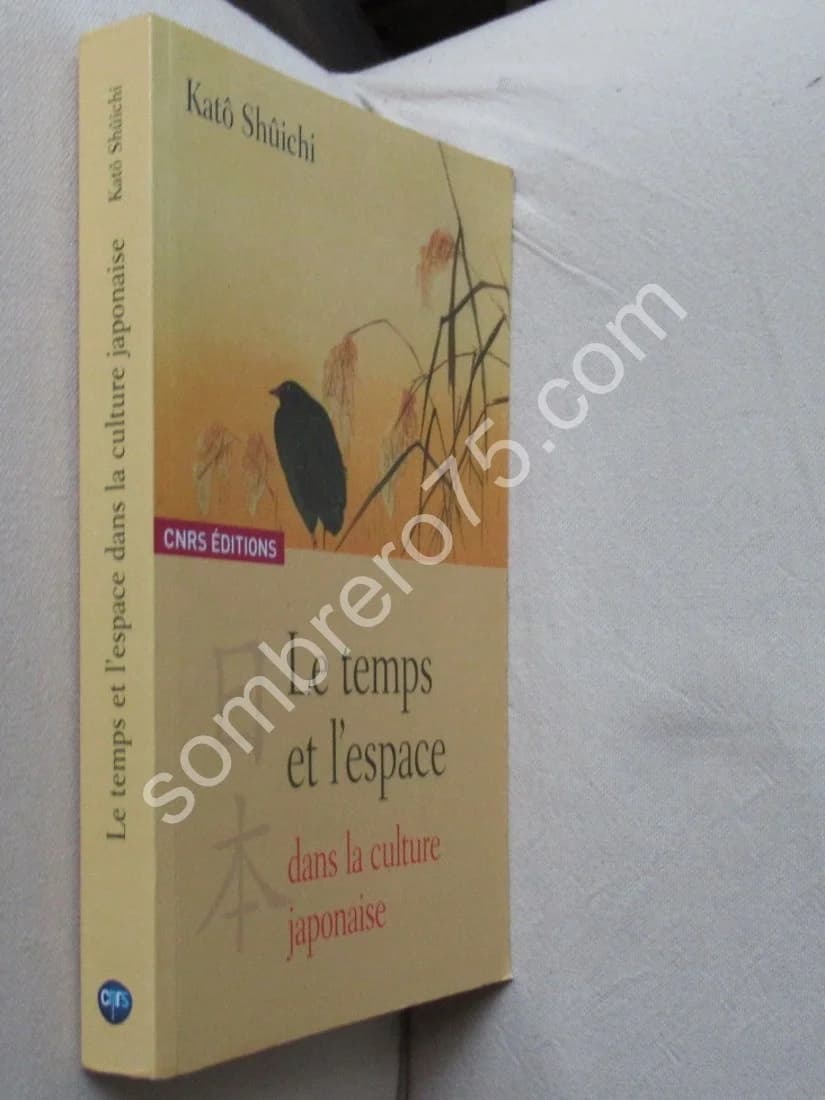 Katô Shûichi
CNRS ÉDITIONS
日
本
Le temps
et l'espace
dans la culture
japonaise
Le temps et l'espace dans la culture japonaise Katô Shûichi
cnrs
sombrero75.com